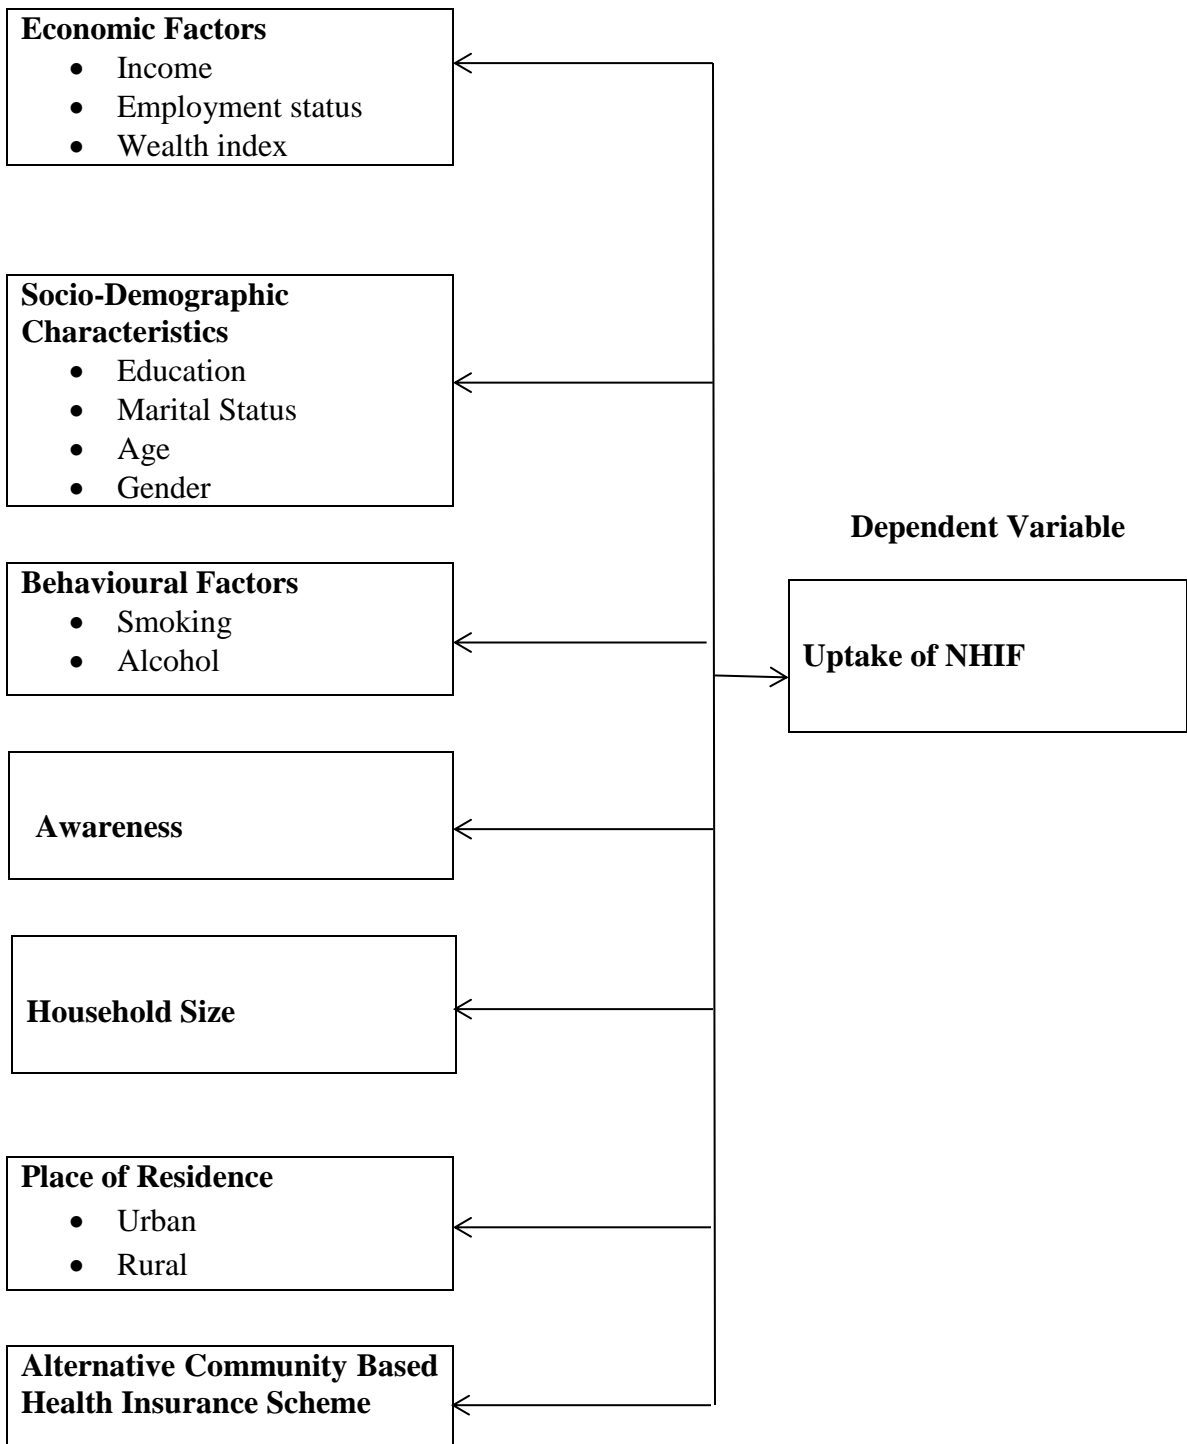 Economic Factors
• Income
• Employment status
• Wealth index
Socio-Demographic
Characteristics
• Education
• Marital Status
• Age
• Gender
Behavioural Factors
• Smoking
• Alcohol
Awareness
Household Size
Place of Residence
• Urban
• Rural
Alternative Community Based
Health Insurance Scheme
Dependent Variable
Uptake of NHIF